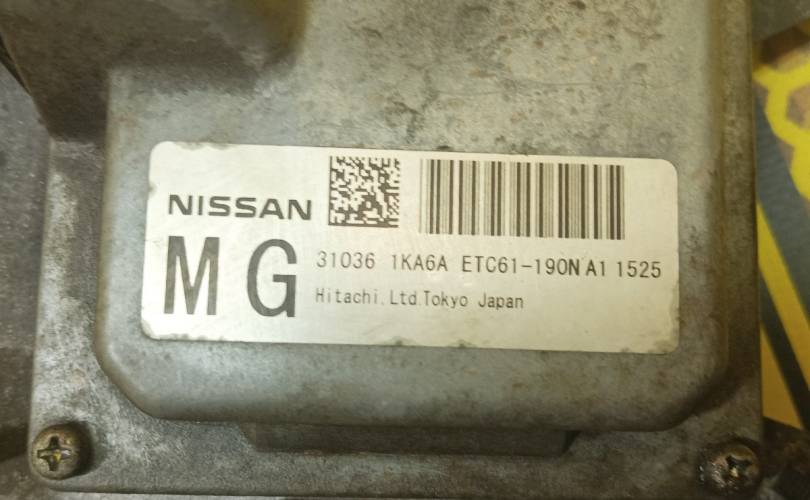 NISSAN
MG
31036 1KA6A ETC61-190N A1 1525
Hitachi.Ltd.Tokyo Japan